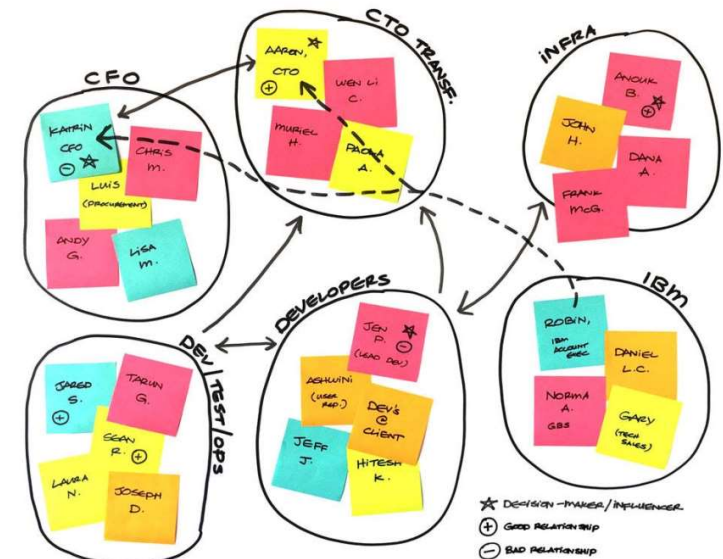 CTO TRANSF.
AARON,
CTO
WEN LI
C.
MURIEL
H.
PAOLA
A.
CFO
KATRIN
CFO
CHRIS
M.
LUIS
(PROCUREMENT)
ANDY
G.
LISA
M.
INFRA
ANOUK
B.
JOHN
H.
DANA
A.
FRANK
McG.
DEV/TEST/OPS
JARED
S.
TARUN
G.
SEAN
R.
LAURA
N.
JOSEPH
D.
DEVELOPERS
JEN
P.
(LEAD DEV)
ASHWINI
(USER
REP.)
DEV'S
@
CLIENT
JEFF
J.
HITESH
K.
IBM
ROBIN,
IBM
ACCOUNT
EXEC
DANIEL
L.C.
NORMA
A.
GBS
GARY
(TECH
SALES)
DECISION-MAKER/INFLUENCER
GOOD RELATIONSHIP
BAD RELATIONSHIP